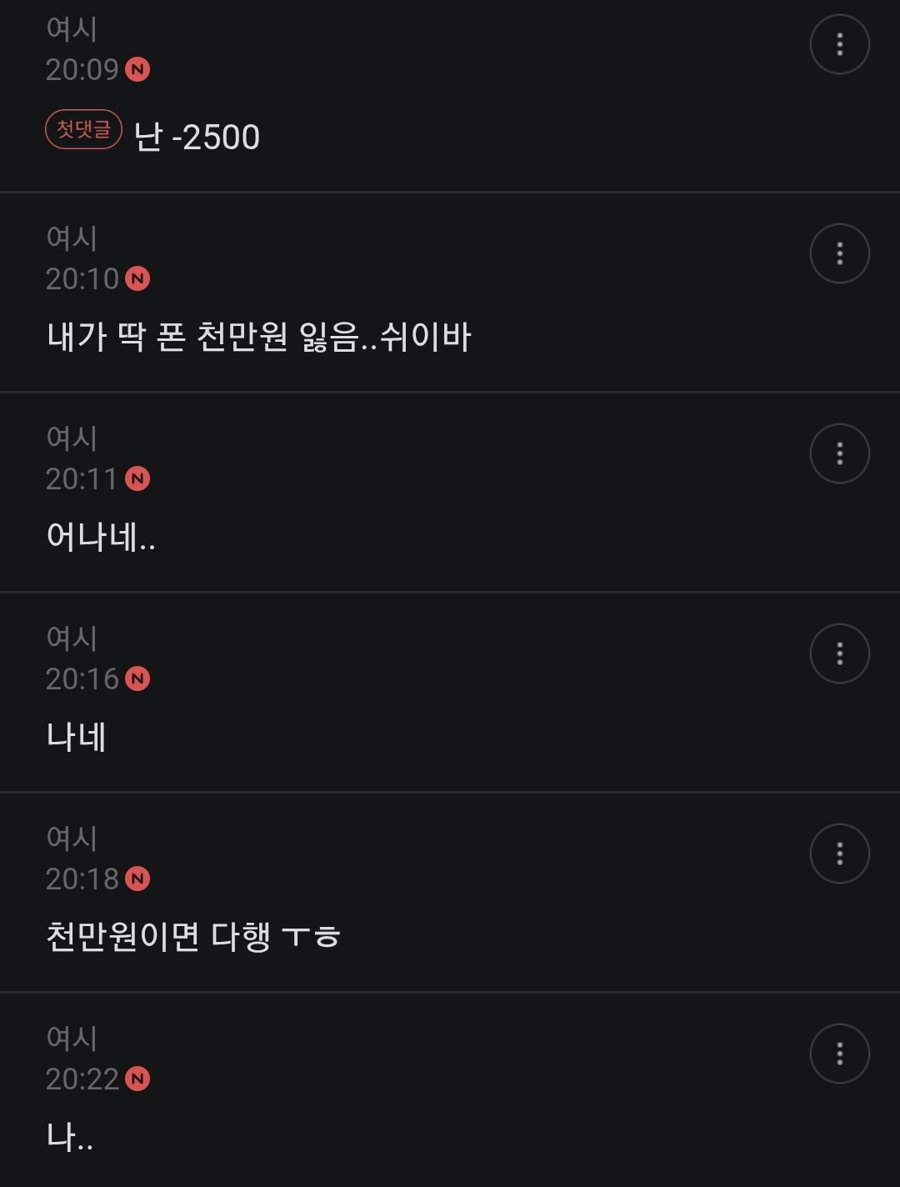 여시
20:09 N
첫댓글 난 -2500
여시
20:10 N
내가 딱 폰 천만원 잃음..쉬이바
여시
20:11 N
어나네..
여시
20:16 N
나네
여시
20:18 N
천만원이면 다행 ㅜㅎ
여시
20:22 N
나..